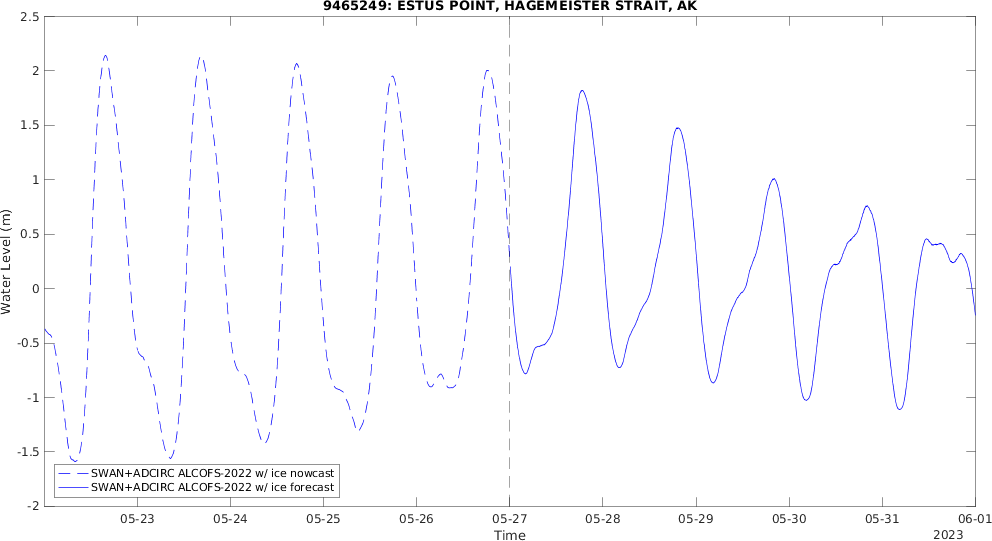 9465249: ESTUS POINT, HAGEMEISTER STRAIT, AK
2.5
2
1.5
1
0.5
0
-0.5
-1
-1.5
-2
Water Level (m)
SWAN+ADCIRC ALCOFS-2022 w/ ice nowcast
SWAN+ADCIRC ALCOFS-2022 w/ ice forecast
05-23 05-24 05-25 05-26 05-27 05-28 05-29 05-30 05-31 06-01
Time
2023